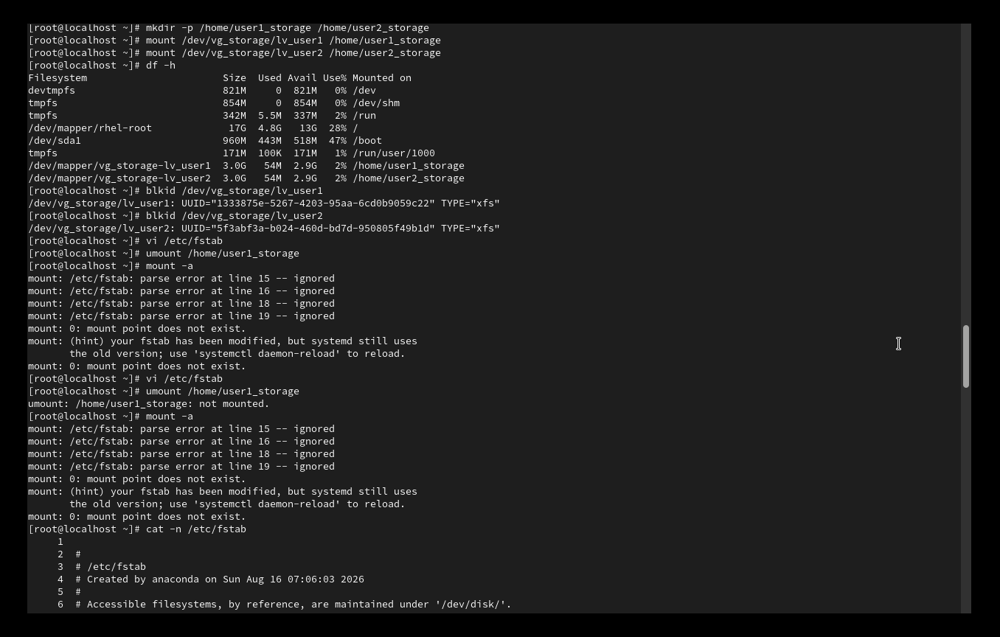 [root@localhost ~]# mkdir -p /home/user1_storage /home/user2_storage
[root@localhost ~]# mount /dev/vg_storage/lv_user1 /home/user1_storage
[root@localhost ~]# mount /dev/vg_storage/lv_user2 /home/user2_storage
[root@localhost ~]# df -h
Filesystem                       Size  Used Avail Use% Mounted on
devtmpfs                         821M     0  821M   0% /dev
tmpfs                            854M     0  854M   0% /dev/shm
tmpfs                            342M  5.5M  337M   2% /run
/dev/mapper/rhel-root             17G  4.8G   13G  28% /
/dev/sda1                        960M  443M  518M  47% /boot
tmpfs                            171M  100K  171M   1% /run/user/1000
/dev/mapper/vg_storage-lv_user1  3.0G   54M  2.9G   2% /home/user1_storage
/dev/mapper/vg_storage-lv_user2  3.0G   54M  2.9G   2% /home/user2_storage
[root@localhost ~]# blkid /dev/vg_storage/lv_user1
/dev/vg_storage/lv_user1: UUID="1333875e-5267-4203-95aa-6cd0b9059c22" TYPE="xfs"
[root@localhost ~]# blkid /dev/vg_storage/lv_user2
/dev/vg_storage/lv_user2: UUID="5f3abf3a-b024-460d-bd7d-950805f49b1d" TYPE="xfs"
[root@localhost ~]# vi /etc/fstab
[root@localhost ~]# umount /home/user1_storage
[root@localhost ~]# mount -a
mount: /etc/fstab: parse error at line 15 -- ignored
mount: /etc/fstab: parse error at line 16 -- ignored
mount: /etc/fstab: parse error at line 18 -- ignored
mount: /etc/fstab: parse error at line 19 -- ignored
mount: 0: mount point does not exist.
mount: (hint) your fstab has been modified, but systemd still uses
       the old version; use 'systemctl daemon-reload' to reload.
mount: 0: mount point does not exist.
[root@localhost ~]# vi /etc/fstab
[root@localhost ~]# umount /home/user1_storage
umount: /home/user1_storage: not mounted.
[root@localhost ~]# mount -a
mount: /etc/fstab: parse error at line 15 -- ignored
mount: /etc/fstab: parse error at line 16 -- ignored
mount: /etc/fstab: parse error at line 18 -- ignored
mount: /etc/fstab: parse error at line 19 -- ignored
mount: 0: mount point does not exist.
mount: (hint) your fstab has been modified, but systemd still uses
       the old version; use 'systemctl daemon-reload' to reload.
mount: 0: mount point does not exist.
[root@localhost ~]# cat -n /etc/fstab
     1
     2  #
     3  # /etc/fstab
     4  # Created by anaconda on Sun Aug 16 07:06:03 2026
     5  #
     6  # Accessible filesystems, by reference, are maintained under '/dev/disk/'.